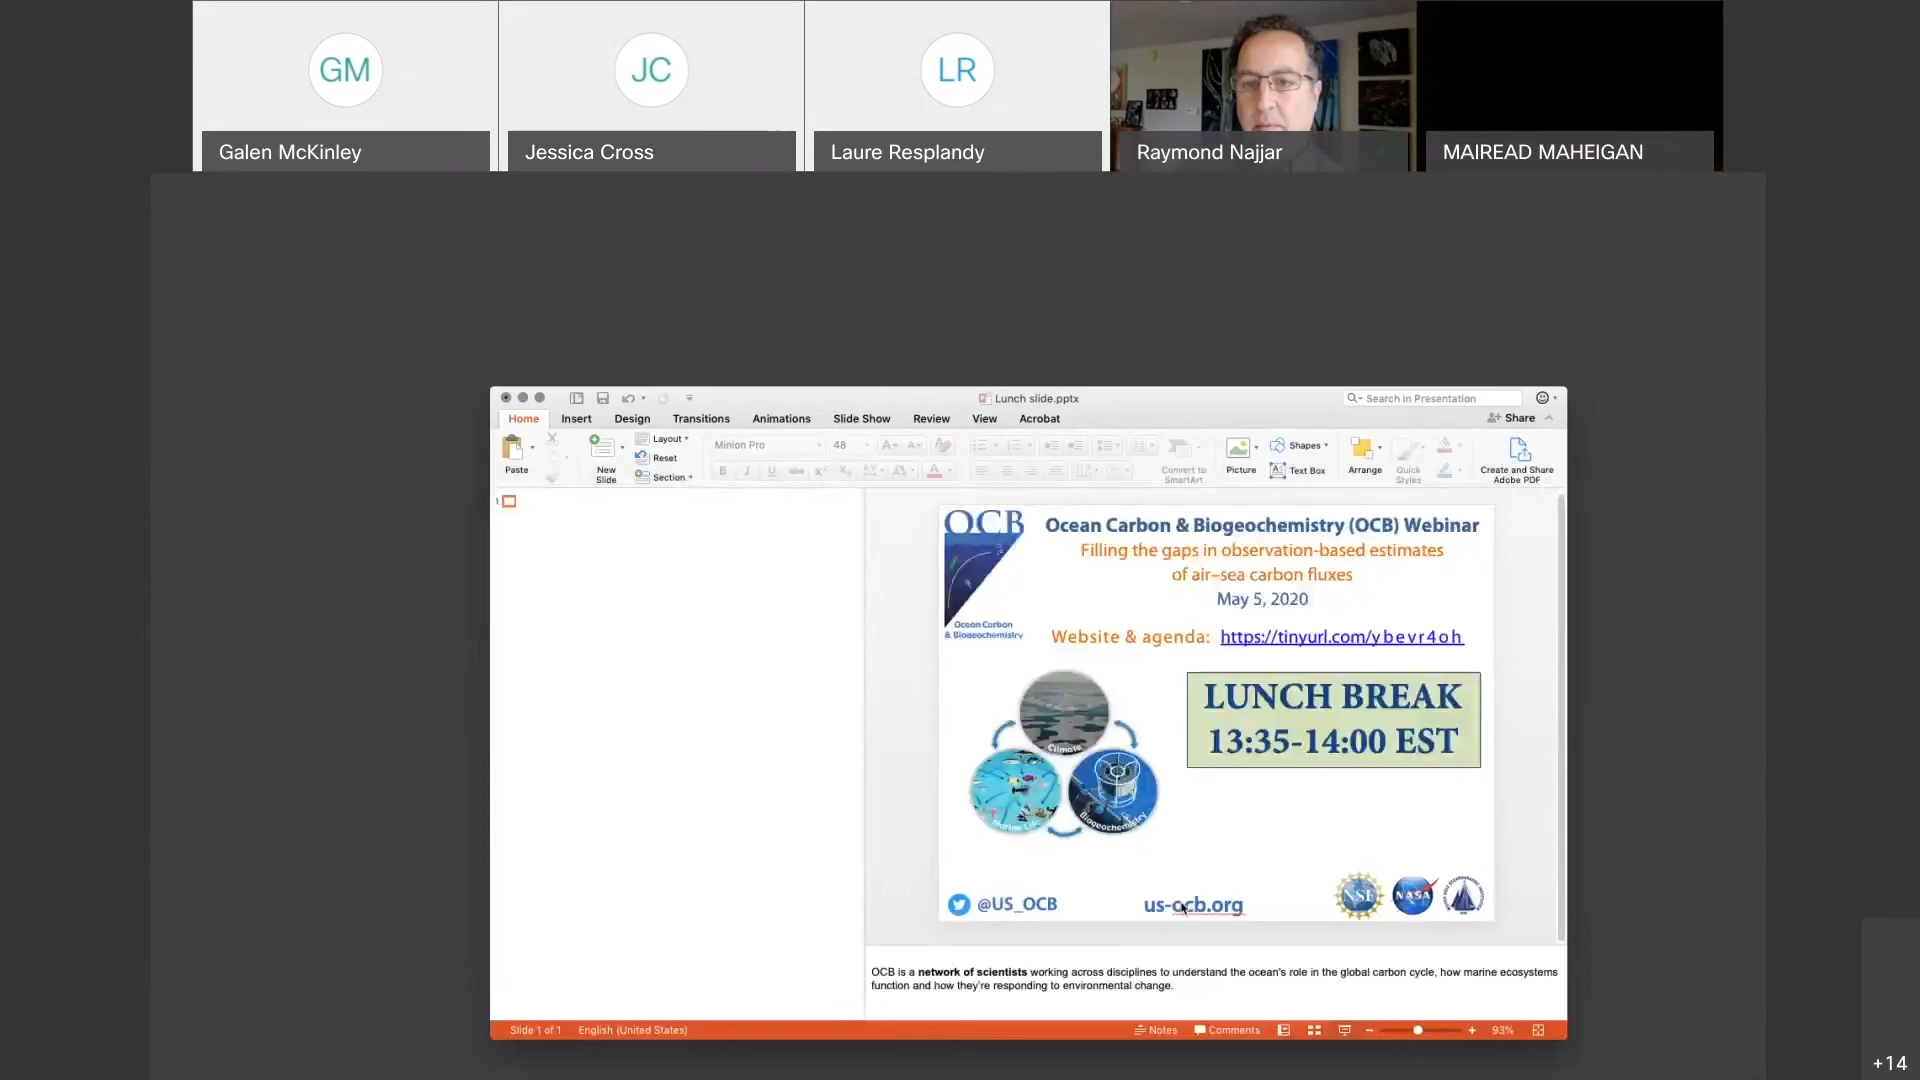 GM
JC
LR
Galen McKinley
Jessica Cross
Laure Resplandy
Raymond Najjar
MAIREAD MAHEIGAN
Lunch slide.pptx
Search in Presentation
Home Insert Design Transitions Animations Slide Show Review View Acrobat
Share
Paste
New Slide
Layout
Reset
Section
Minion Pro
48
Convert to SmartArt
Picture
Shapes
Text Box
Arrange
Quick Styles
Create and Share Adobe PDF
1
OCB
Ocean Carbon
& Biogeochemistry
Ocean Carbon & Biogeochemistry (OCB) Webinar
Filling the gaps in observation-based estimates
of air–sea carbon fluxes
May 5, 2020
Website & agenda: https://tinyurl.com/ybevr4oh
LUNCH BREAK
13:35-14:00 EST
Climate
Marine Life
Biogeochemistry
@US_OCB
us-ocb.org
NSF
NASA
OCB is a network of scientists working across disciplines to understand the ocean's role in the global carbon cycle, how marine ecosystems
function and how they're responding to environmental change.
Slide 1 of 1
English (United States)
Notes
Comments
93%
+14